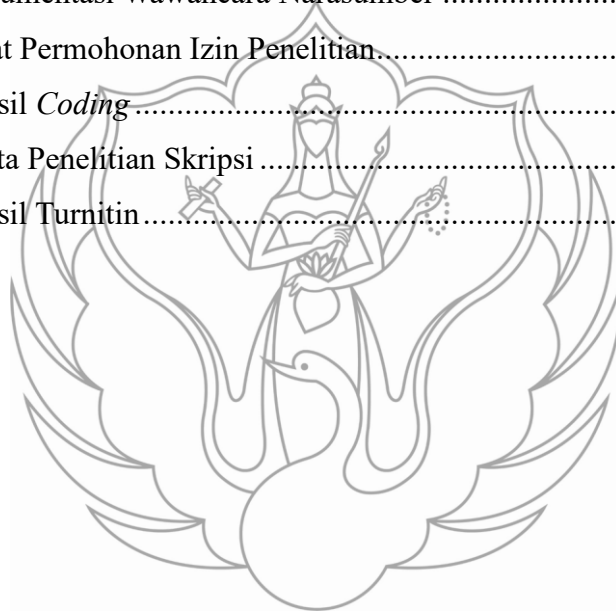 umentasi Wawancara Narasumber ..................
at Permohonan Izin Penelitian..........................
sil Coding .........................................................
ta Penelitian Skripsi ..........................................
sil Turnitin ........................................................